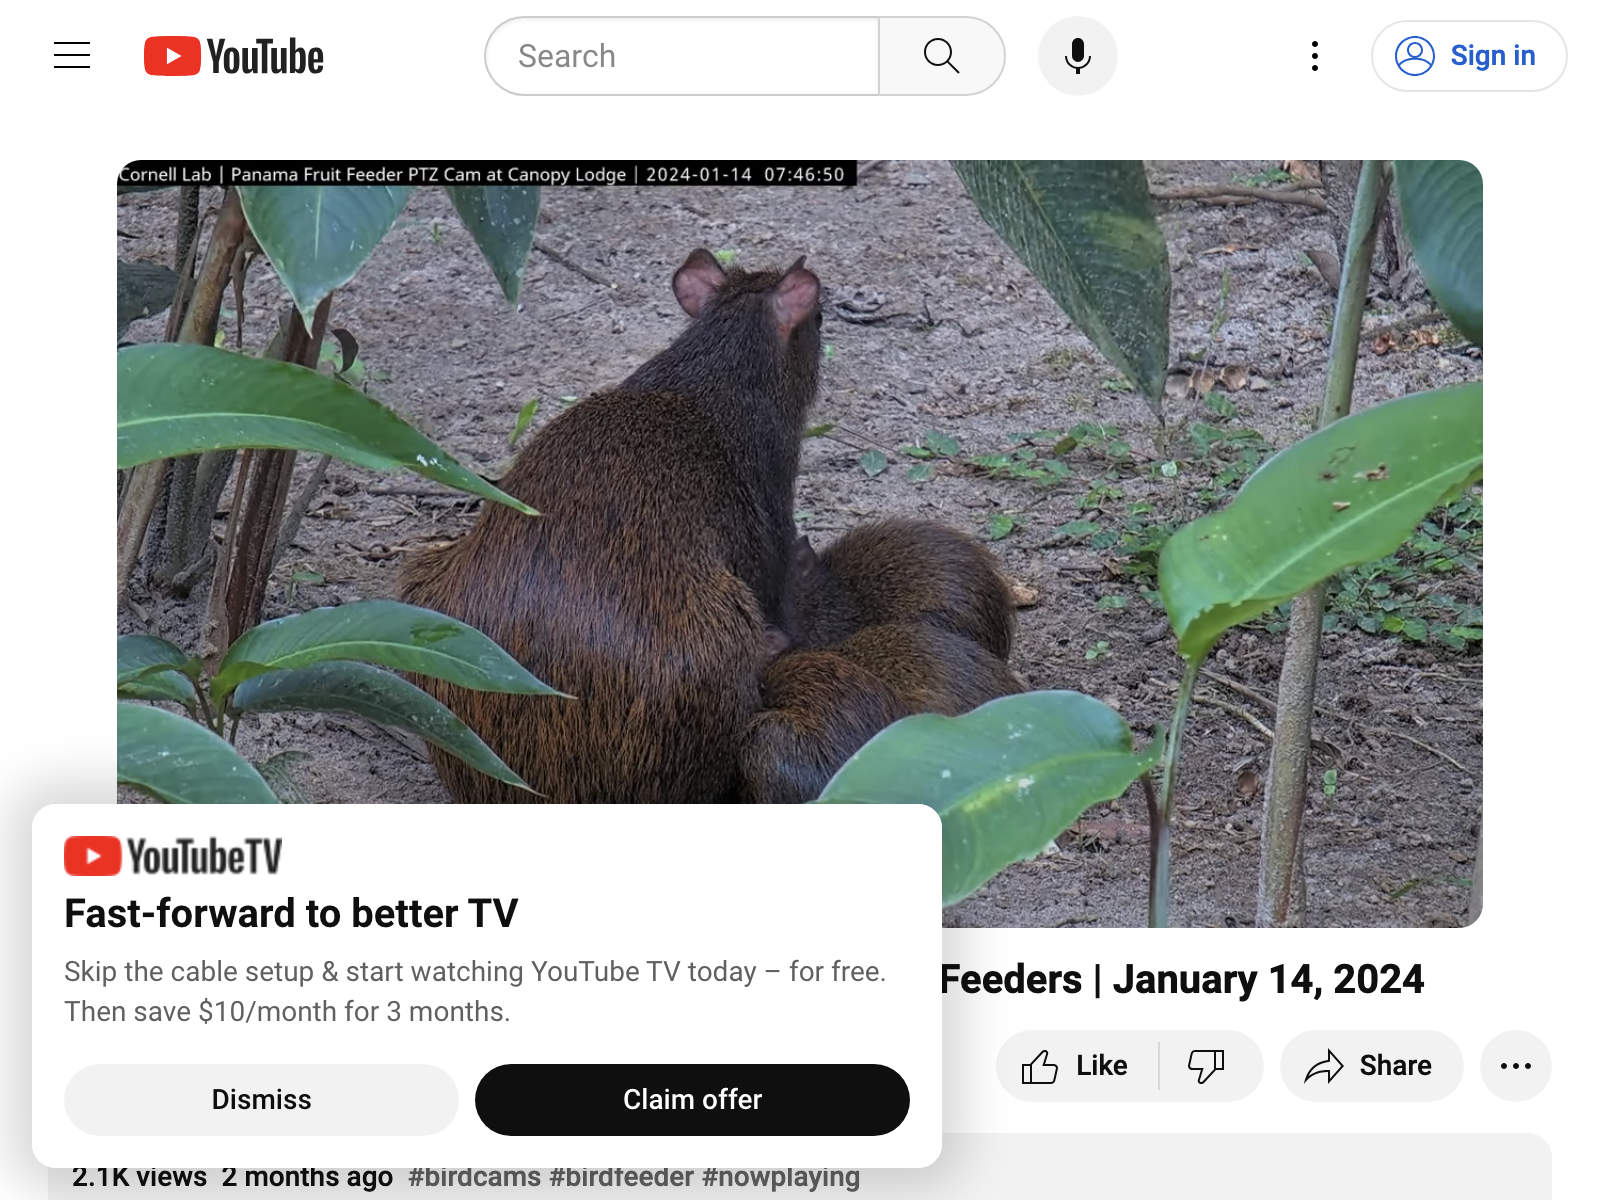 YouTube
Search
Sign in
Cornell Lab | Panama Fruit Feeder PTZ Cam at Canopy Lodge | 2024-01-14 07:46:50
YouTubeTV
Fast-forward to better TV
Skip the cable setup & start watching YouTube TV today – for free.
Then save $10/month for 3 months.
Dismiss
Claim offer
Feeders | January 14, 2024
Like
Share
2.1K views 2 months ago #birdcams #birdfeeder #nowplaying